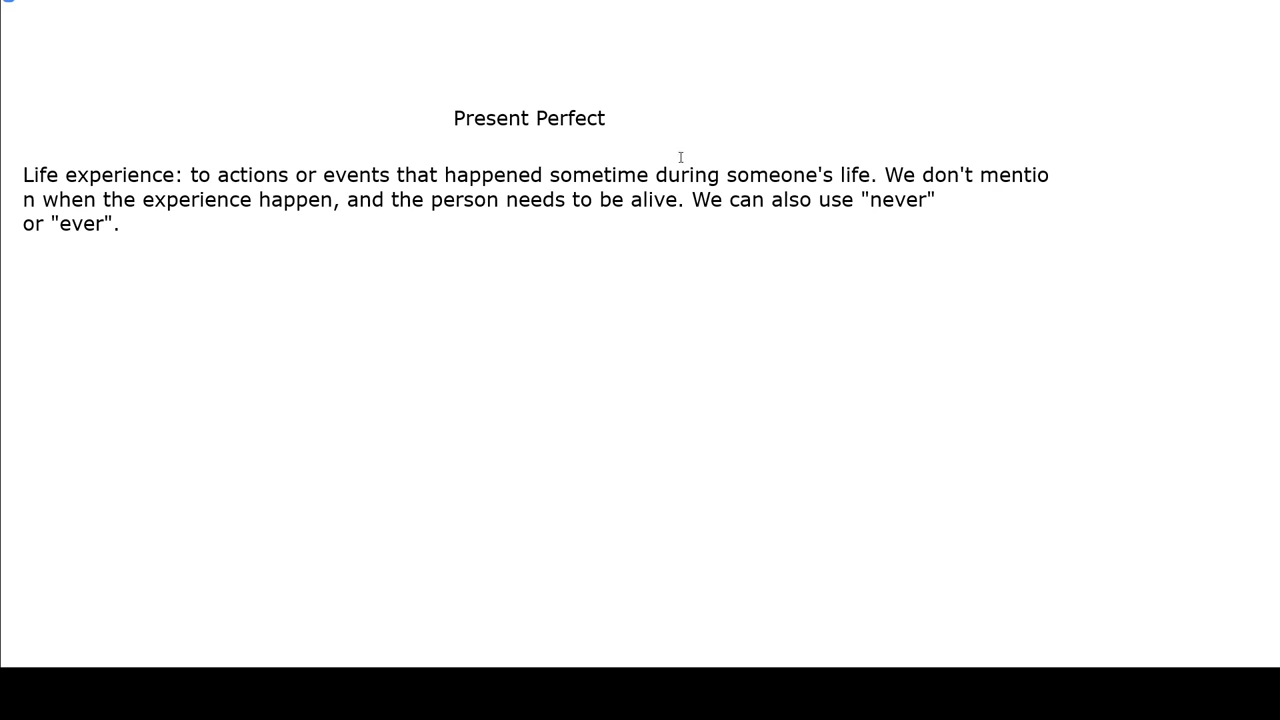 Present Perfect
Life experience: to actions or events that happened sometime during someone's life. We don't mentio
n when the experience happen, and the person needs to be alive. We can also use "never"
or "ever".